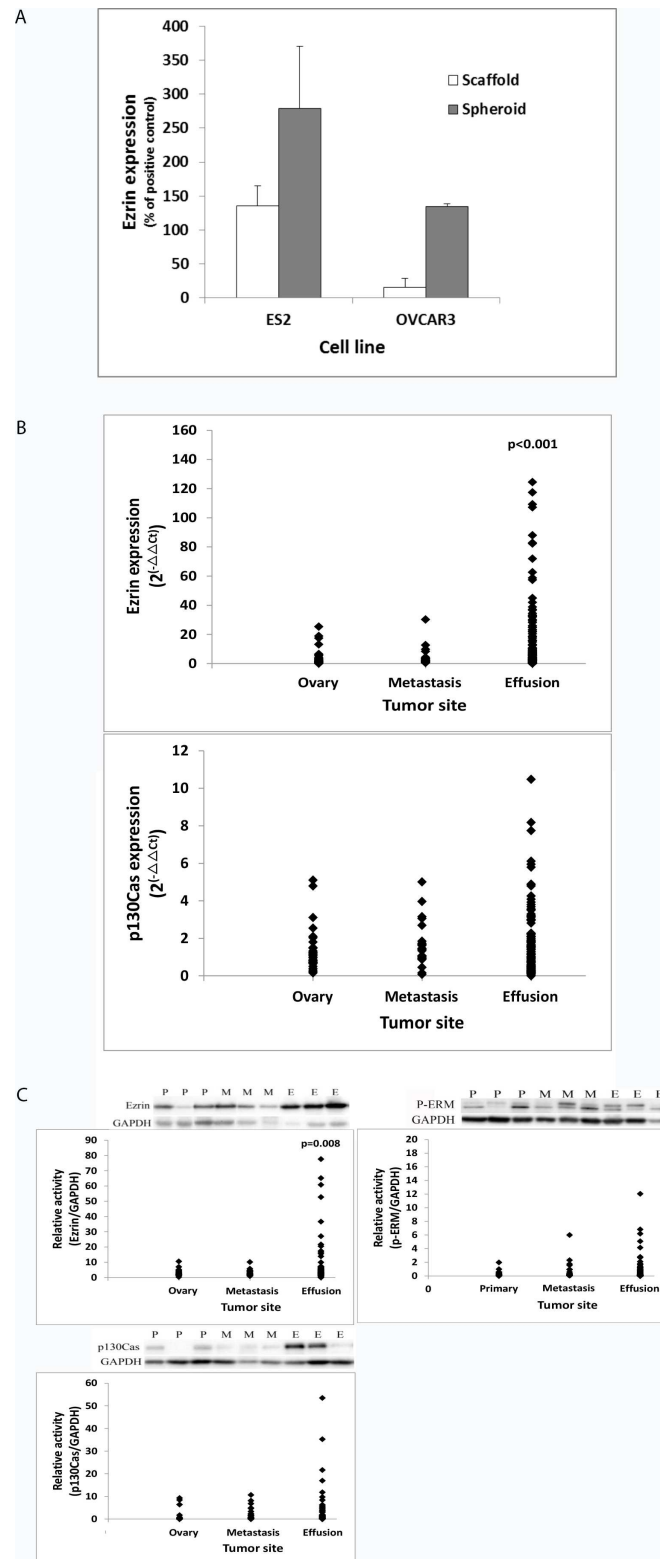 A
400
350
300
250
200
150
100
50
0
Ezrin expression
(% of positive control)
Scaffold
Spheroid
ES2 OVCAR3
Cell line
B
160
140
120
100
80
60
40
20
0
Ezrin expression
(2^(-△△Ct))
p<0.001
Ovary Metastasis Effusion
Tumor site
12
10
8
6
4
2
0
p130Cas expression
(2^(-△△Ct))
Ovary Metastasis Effusion
Tumor site
C
P P P M M M E E E
Ezrin
GAPDH
90
80
70
60
50
40
30
20
10
0
Relative activity
(Ezrin/GAPDH)
p=0.008
Ovary Metastasis Effusion
Tumor site
P P P M M M E E E
P-ERM
GAPDH
20
18
16
14
12
10
8
6
4
2
0
Relative activity
(p-ERM/GAPDH)
0 Primary Metastasis Effusion
Tumor site
P P P M M M E E E
p130Cas
GAPDH
60
50
40
30
20
10
0
Relative activity
(p130Cas/GAPDH)
Ovary Metastasis Effusion
Tumor site